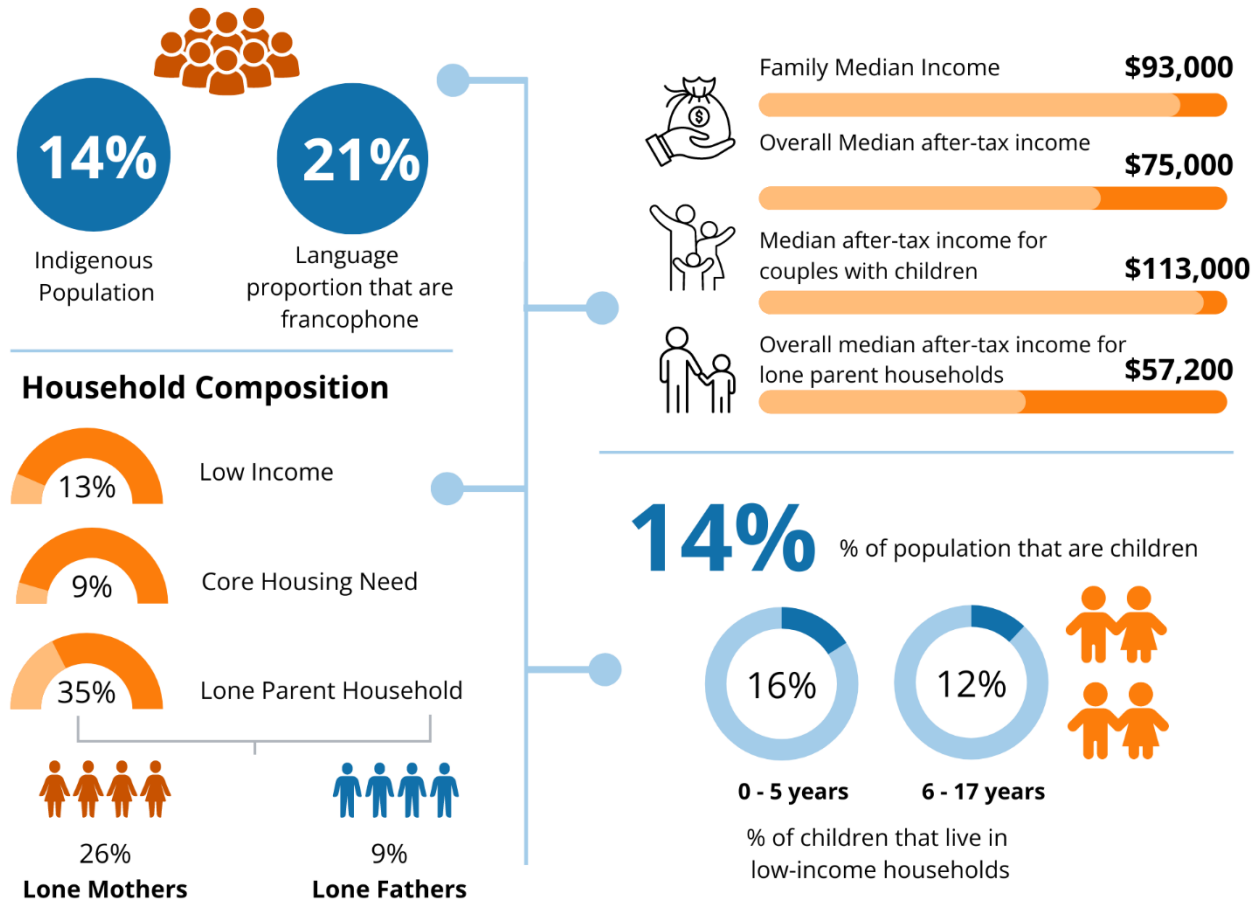 14%
21%
Indigenous
Population
Language
proportion that are
francophone
Household Composition
13%
Low Income
9%
Core Housing Need
35%
Lone Parent Household
26%
Lone Mothers
9%
Lone Fathers
$
Family Median Income
$93,000
Overall Median after-tax income
$75,000
Median after-tax income for
couples with children
$113,000
Overall median after-tax income for
lone parent households
$57,200
14%
% of population that are children
16%
12%
0 - 5 years
6 - 17 years
% of children that live in
low-income households